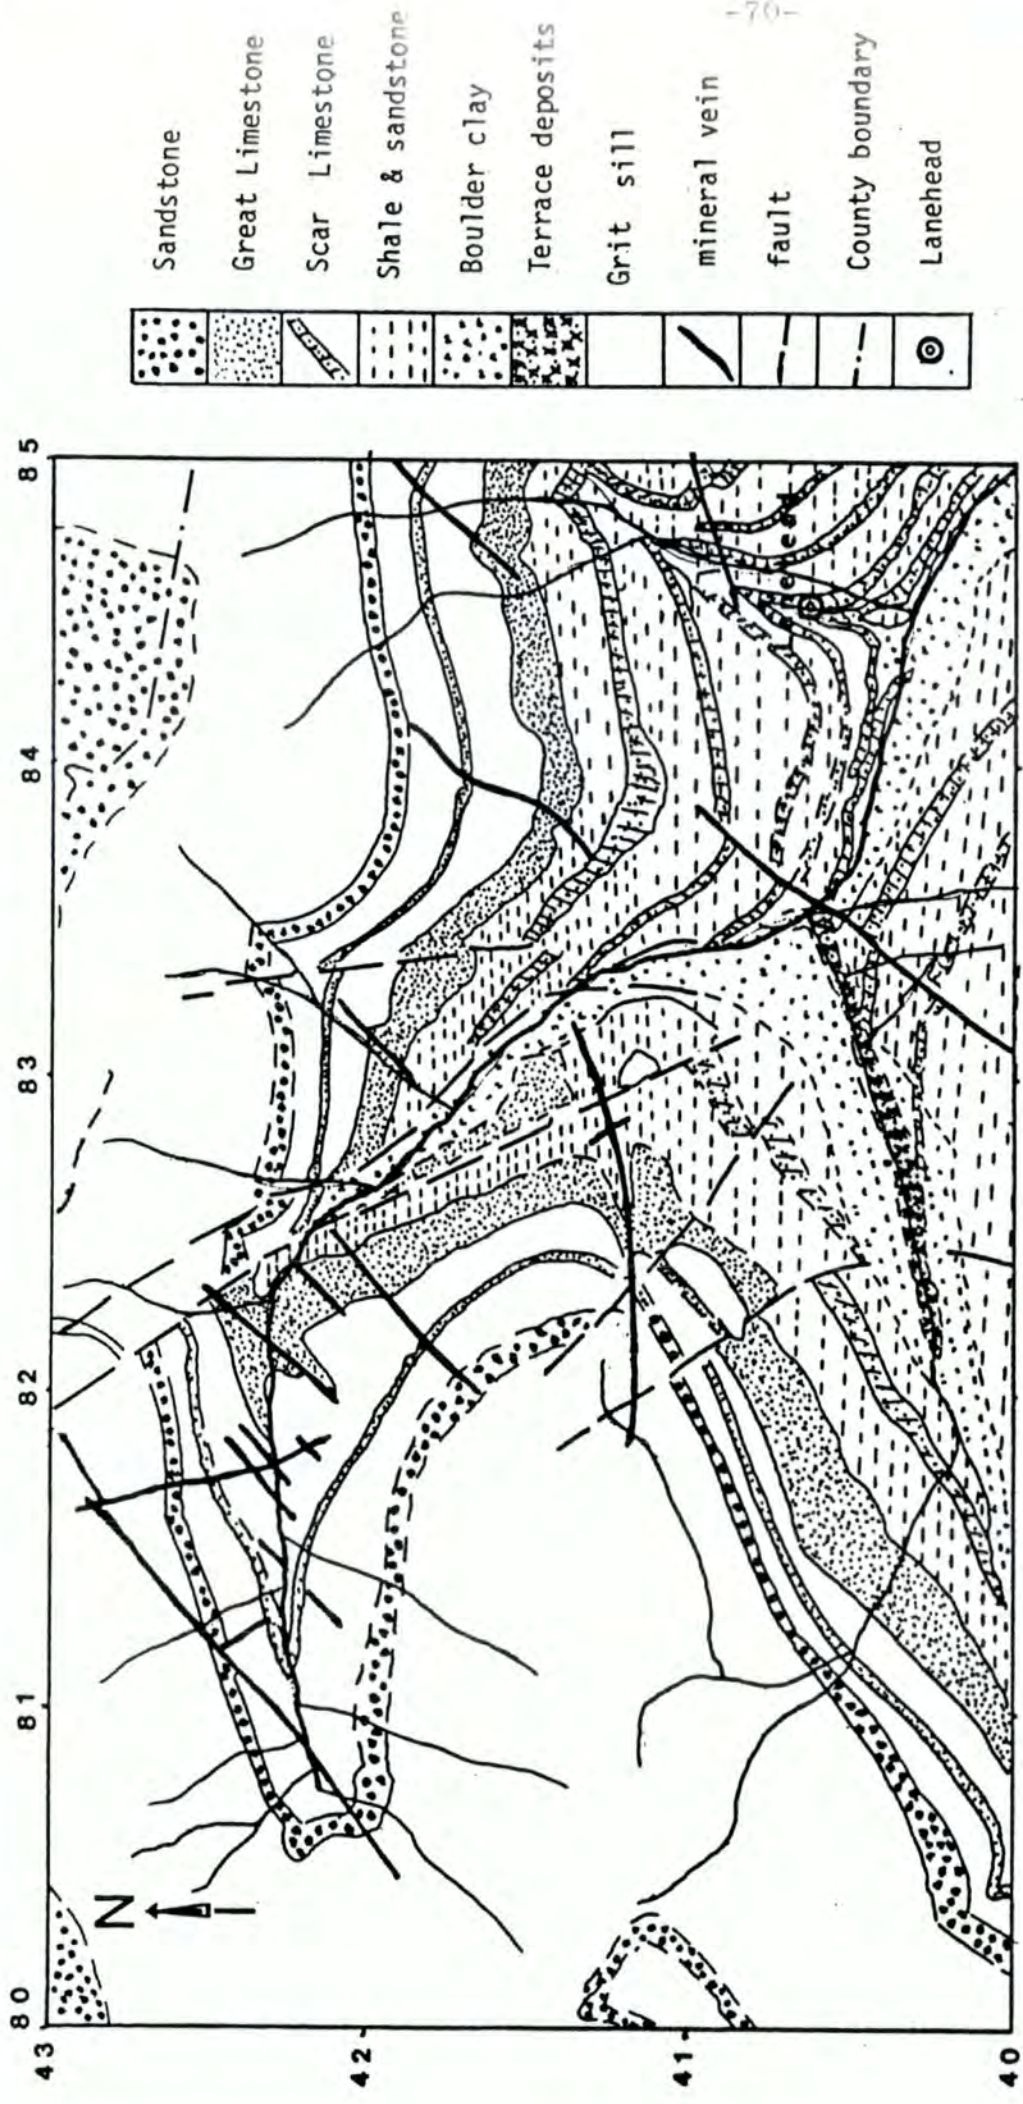 -70-
Sandstone
Great Limestone
Scar Limestone
Shale & sandstone
Boulder clay
Terrace deposits
Grit sill
mineral vein
fault
County boundary
Lanehead
N
80
81
82
83
84
85
43
42
41
40